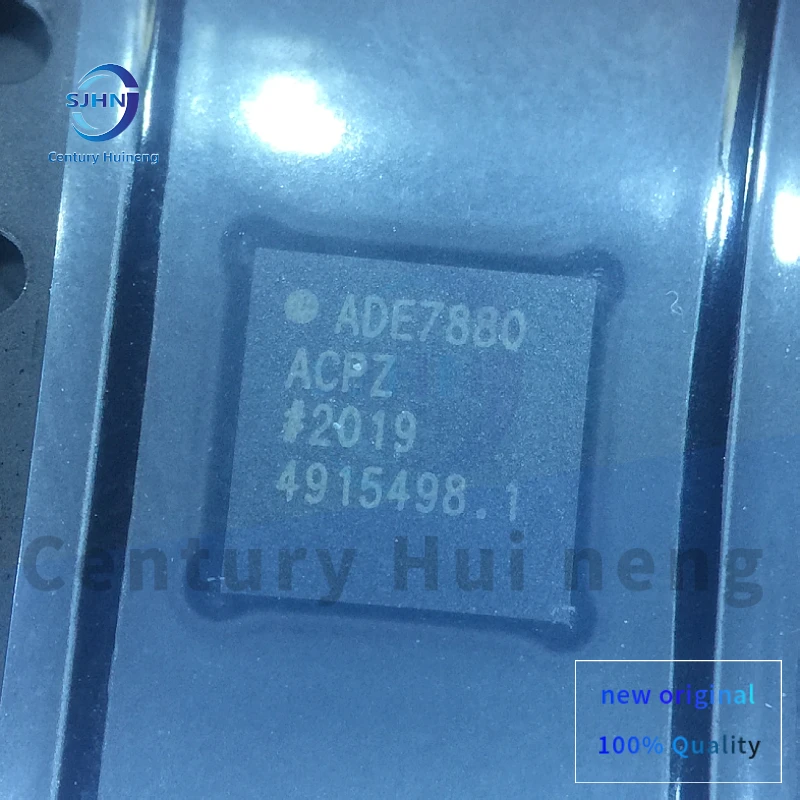 SJHN
Century Huineng
ADE7880
ACPZ
#2019
4915498.1
Century Hui neng
new original
100% Quality